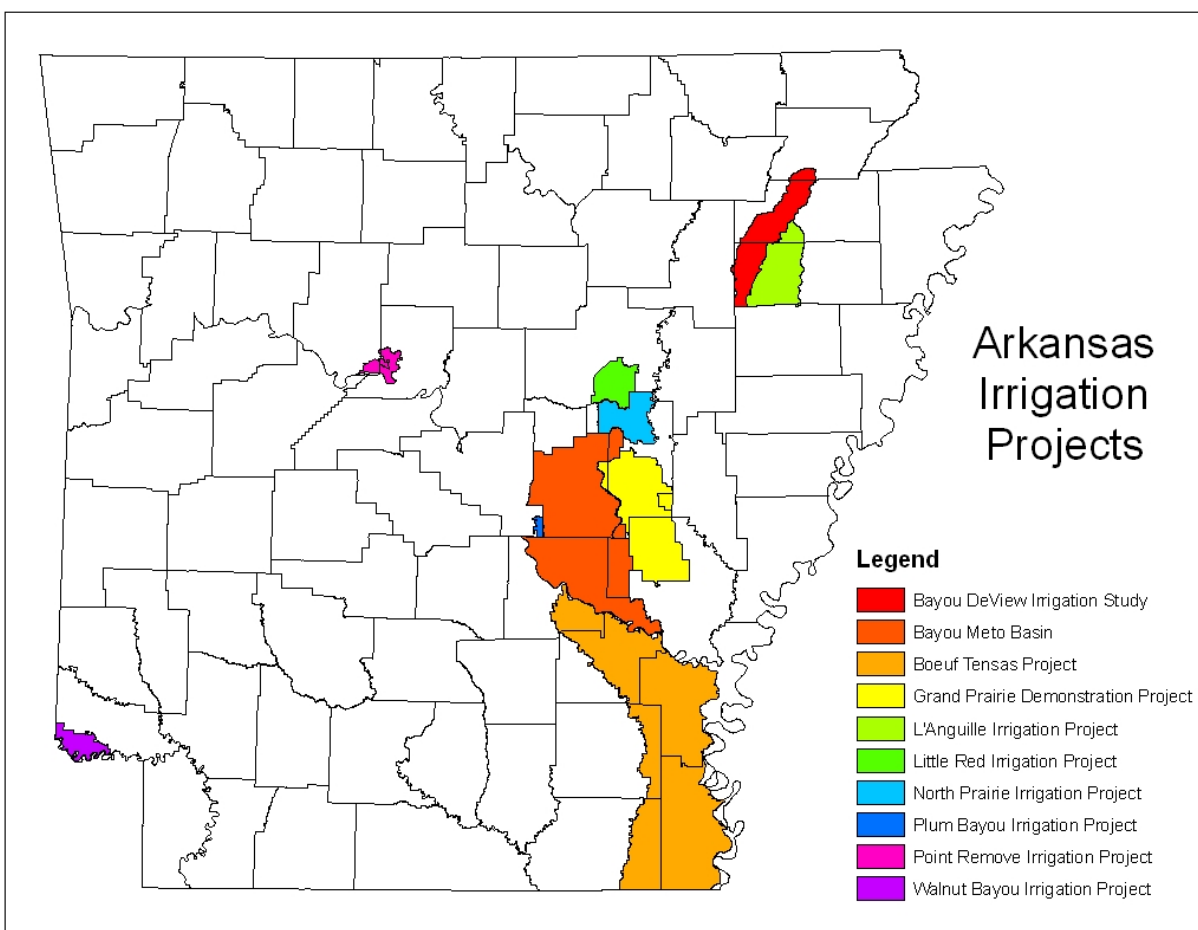 Arkansas
Irrigation
Projects
Legend
Bayou DeView Irrigation Study
Bayou Meto Basin
Boeuf Tensas Project
Grand Prairie Demonstration Project
L'Anguille Irrigation Project
Little Red Irrigation Project
North Prairie Irrigation Project
Plum Bayou Irrigation Project
Point Remove Irrigation Project
Walnut Bayou Irrigation Project